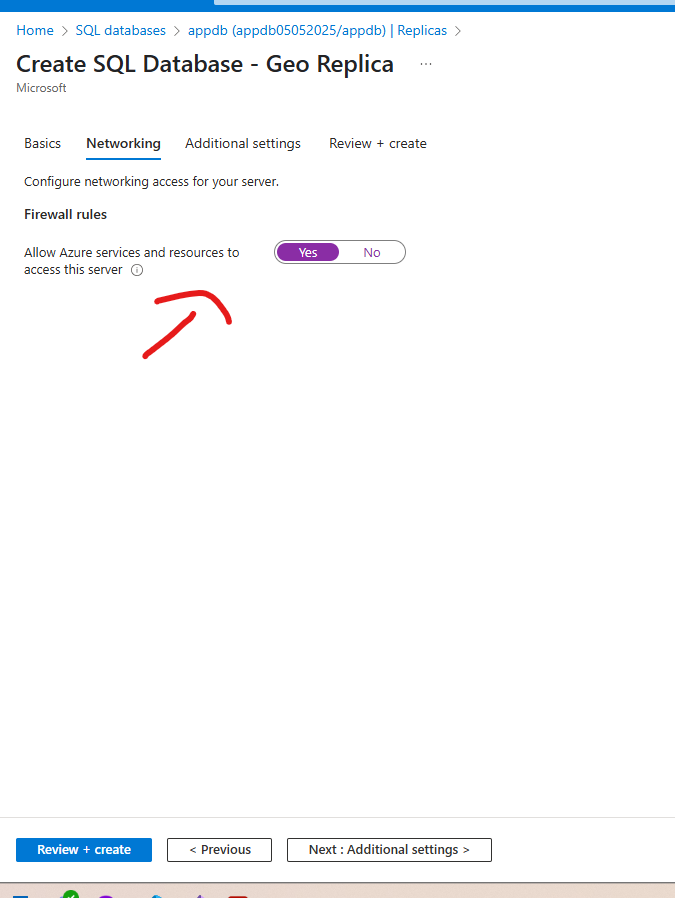 Home > SQL databases > appdb (appdb05052025/appdb) | Replicas >
Create SQL Database - Geo Replica ...
Microsoft
Basics Networking Additional settings Review + create
Configure networking access for your server.
Firewall rules
Allow Azure services and resources to
access this server
Yes No
Review + create < Previous Next : Additional settings >